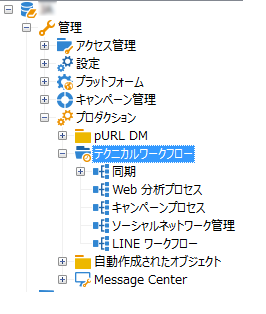 管理
アクセス管理
設定
プラットフォーム
キャンペーン管理
プロダクション
pURL DM
テクニカルワークフロー
同期
Web 分析プロセス
キャンペーンプロセス
ソーシャルネットワーク管理
LINE ワークフロー
自動作成されたオブジェクト
Message Center